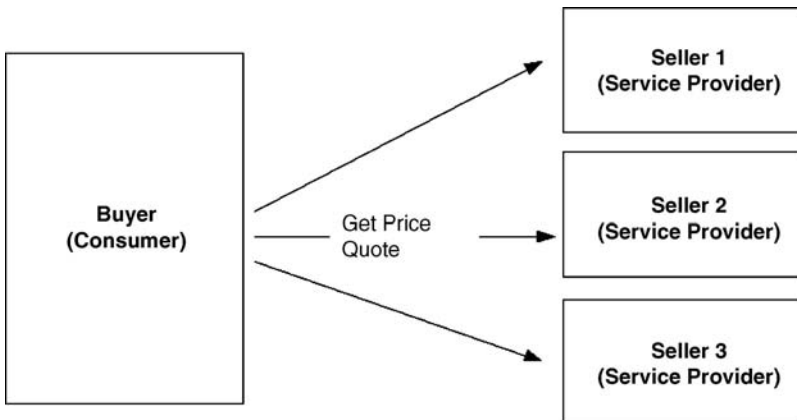 Buyer
(Consumer)
Get Price
Quote
Seller 1
(Service Provider)
Seller 2
(Service Provider)
Seller 3
(Service Provider)